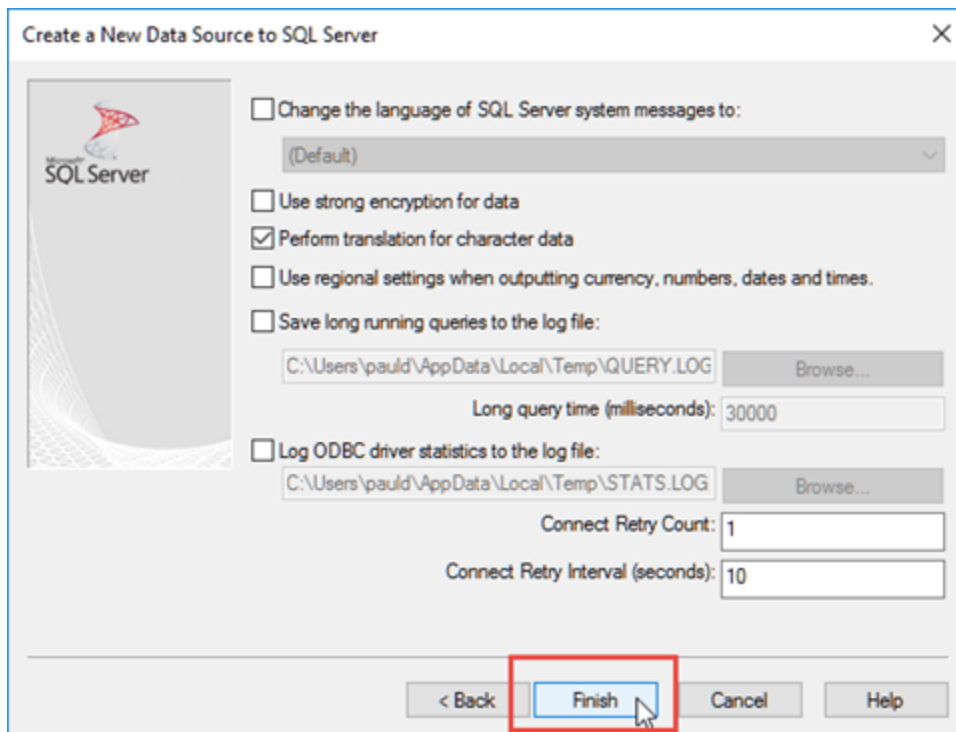 Create a New Data Source to SQL Server
Microsoft
SQL Server
Change the language of SQL Server system messages to:
(Default)
Use strong encryption for data
Perform translation for character data
Use regional settings when outputting currency, numbers, dates and times.
Save long running queries to the log file:
C:\Users\pauld\AppData\Local\Temp\QUERY.LOG Browse...
Long query time (milliseconds): 30000
Log ODBC driver statistics to the log file:
C:\Users\pauld\AppData\Local\Temp\STATS.LOG Browse...
Connect Retry Count: 1
Connect Retry Interval (seconds): 10
< Back Finish Cancel Help